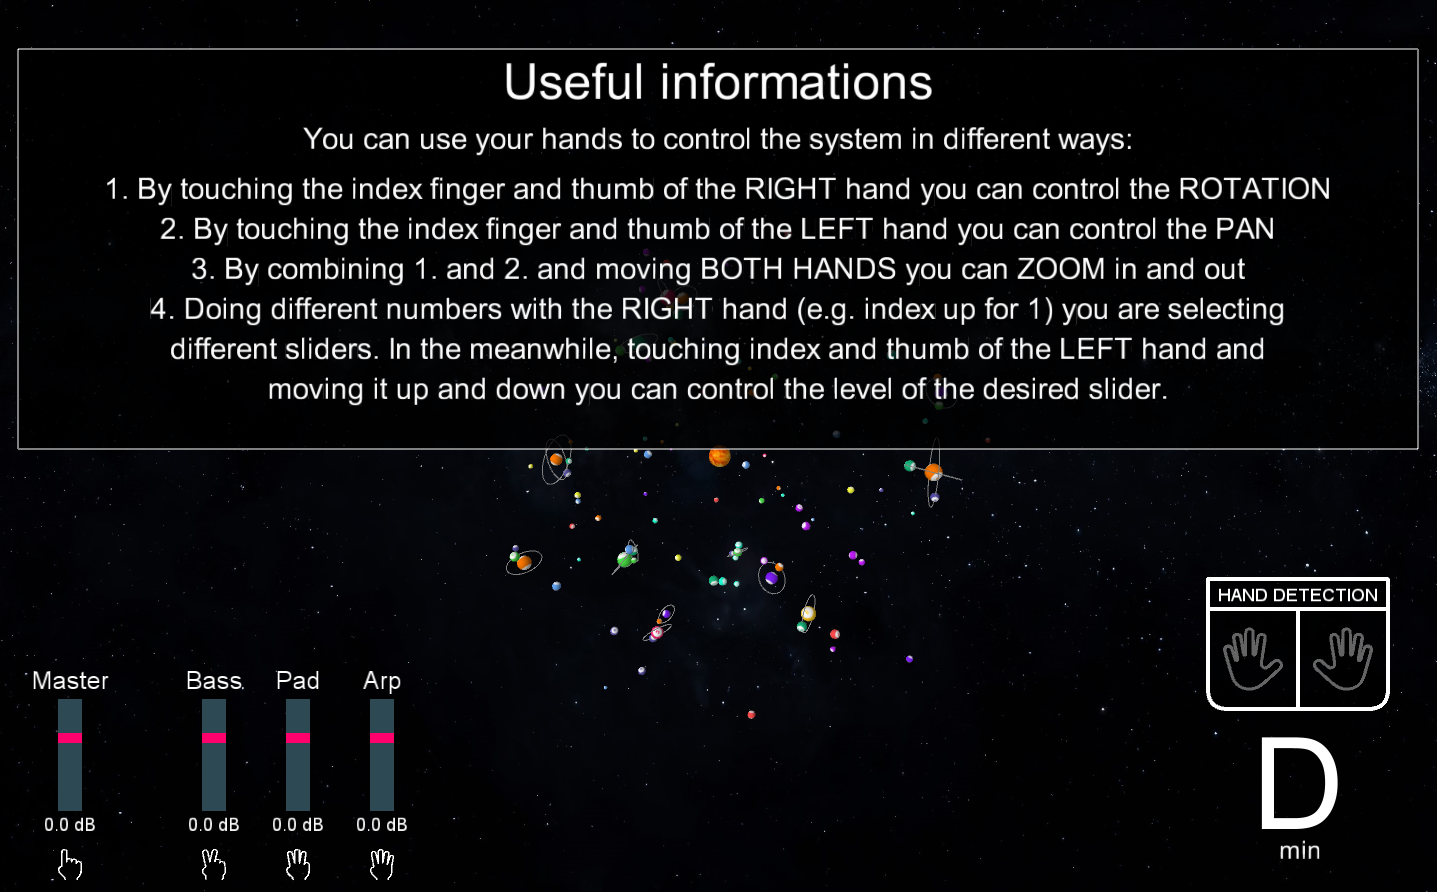 Useful informations
You can use your hands to control the system in different ways:
1. By touching the index finger and thumb of the RIGHT hand you can control the ROTATION
2. By touching the index finger and thumb of the LEFT hand you can control the PAN
3. By combining 1. and 2. and moving BOTH HANDS you can ZOOM in and out
4. Doing different numbers with the RIGHT hand (e.g. index up for 1) you are selecting
different sliders. In the meanwhile, touching index and thumb of the LEFT hand and
moving it up and down you can control the level of the desired slider.
HAND DETECTION
Master Bass Pad Arp
0.0 dB 0.0 dB 0.0 dB 0.0 dB
D
min